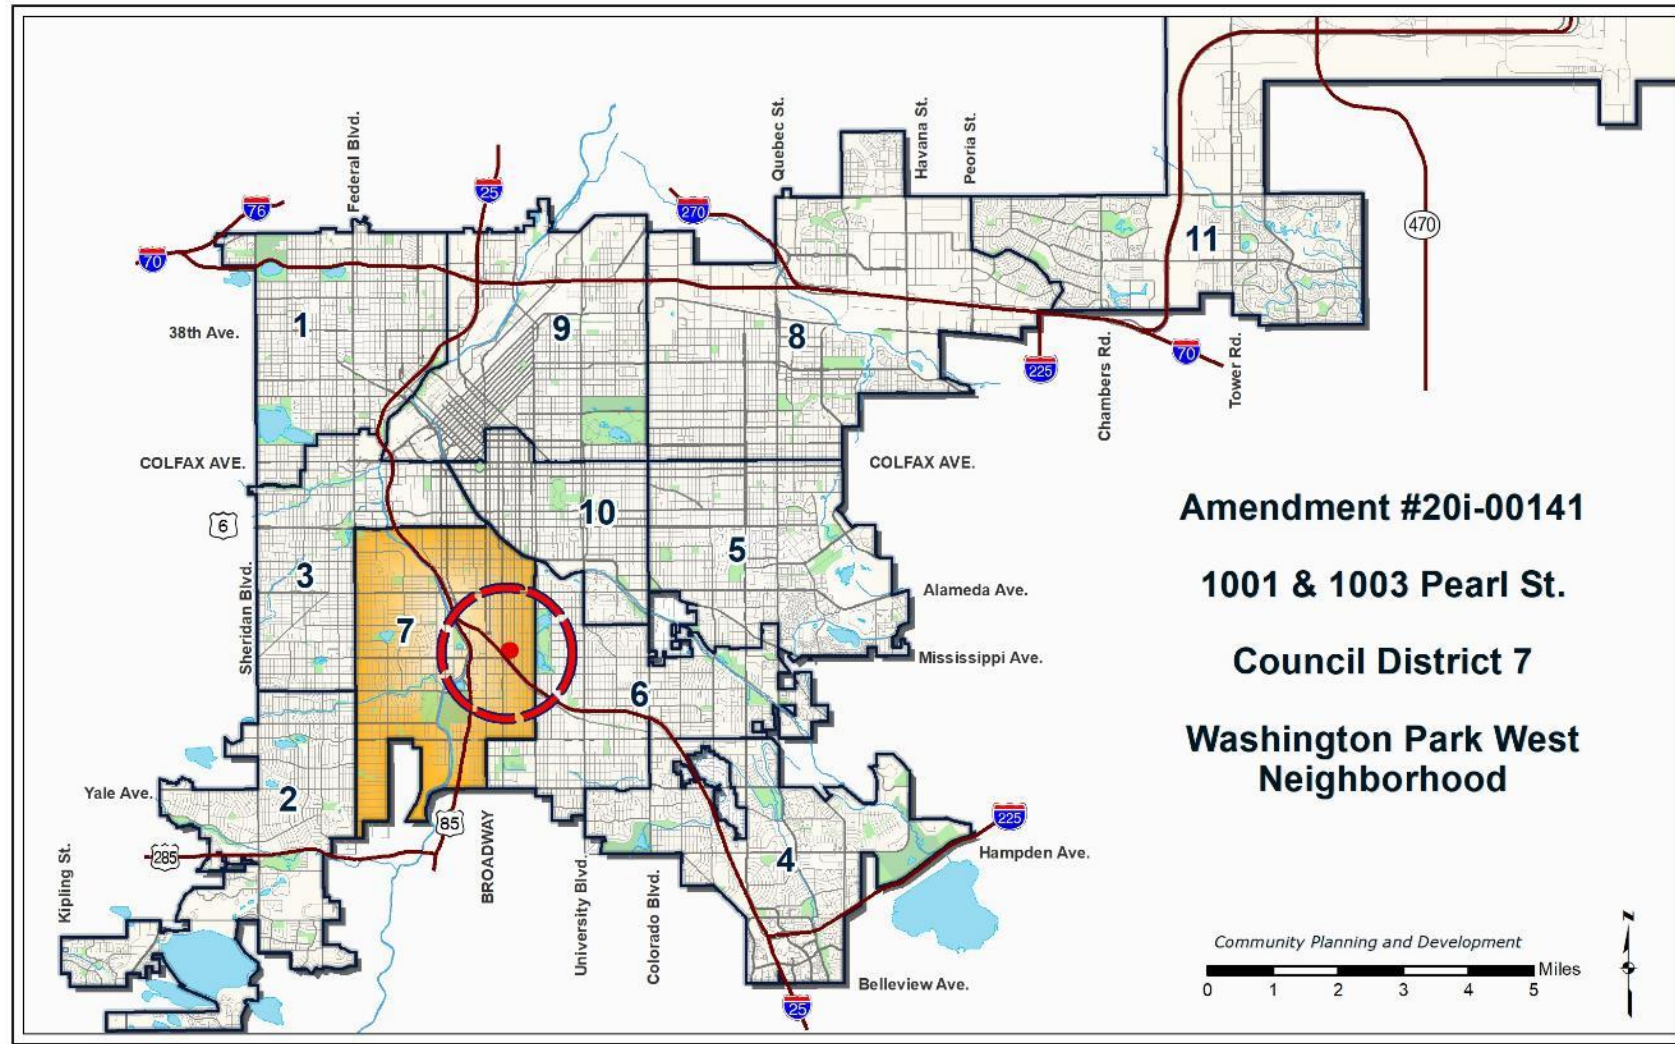 Federal Blvd.
Quebec St.
Havana St.
Peoria St.
76
25
270
470
70
11
38th Ave.
1
9
8
Chambers Rd.
70
225
Tower Rd.
COLFAX AVE.
COLFAX AVE.
6
10
5
Sheridan Blvd.
3
7
Alameda Ave.
Mississippi Ave.
6
Yale Ave.
2
85
285
BROADWAY
Kipling St.
University Blvd.
Colorado Blvd.
4
225
Hampden Ave.
Belleview Ave.
25
Amendment #20i-00141
1001 & 1003 Pearl St.
Council District 7
Washington Park West
Neighborhood
Community Planning and Development
Miles
0 1 2 3 4 5
N